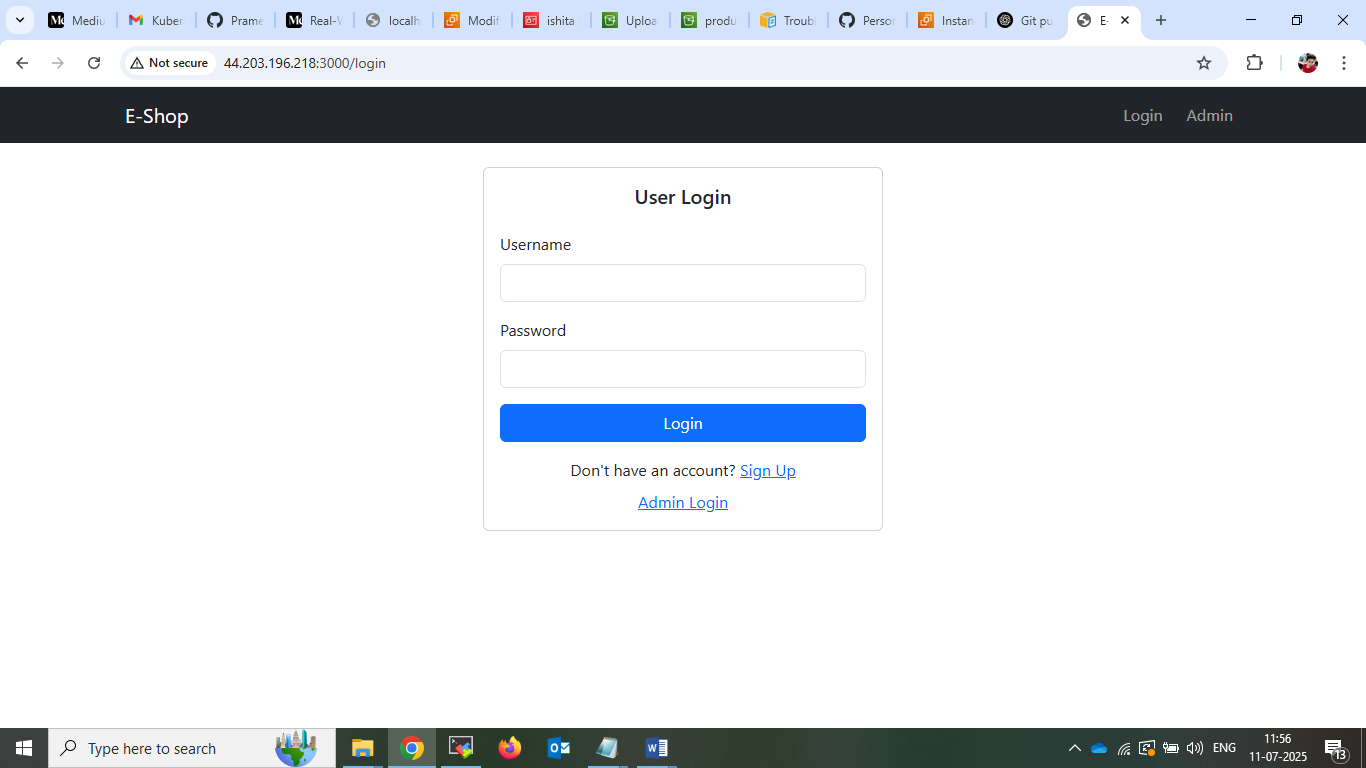 Mediu
Kuber
Prame
Real-W
localh
Modif
ishita
Uploa
produ
Troubl
Person
Instan
Git pu
E-
Not secure
44.203.196.218:3000/login
E-Shop
Login
Admin
User Login
Username
Password
Login
Don't have an account? Sign Up
Admin Login
Type here to search
ENG
11:56
11-07-2025
13